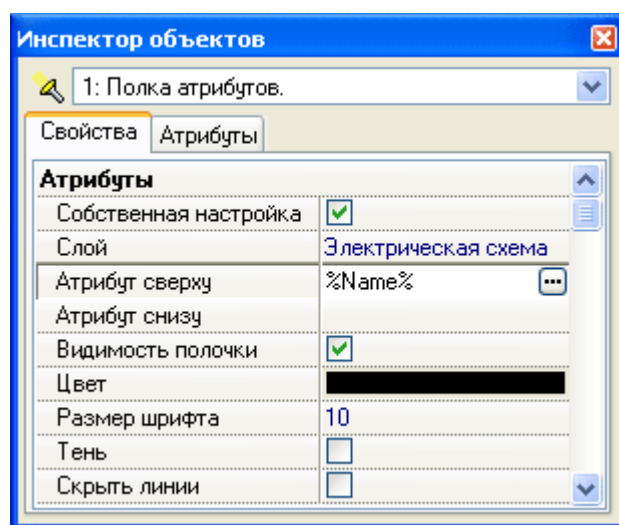 Инспектор объектов
1: Полка атрибутов.
Свойства Атрибуты
Атрибуты
Собственная настройка
Слой Электрическая схема
Атрибут сверху %Name% ...
Атрибут снизу
Видимость полочки
Цвет
Размер шрифта 10
Тень
Скрыть линии